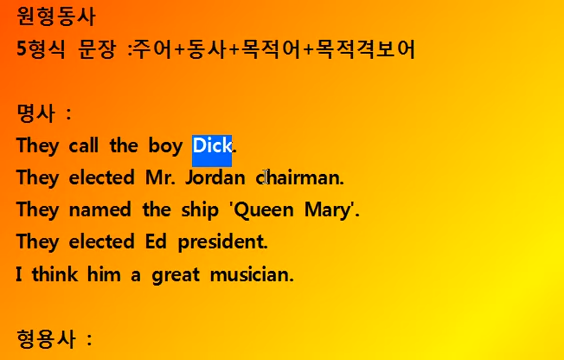 원형동사
5형식 문장 :주어+동사+목적어+목적격보어
명사 :
They call the boy Dick.
They elected Mr. Jordan chairman.
They named the ship 'Queen Mary'.
They elected Ed president.
I think him a great musician.
형용사 :